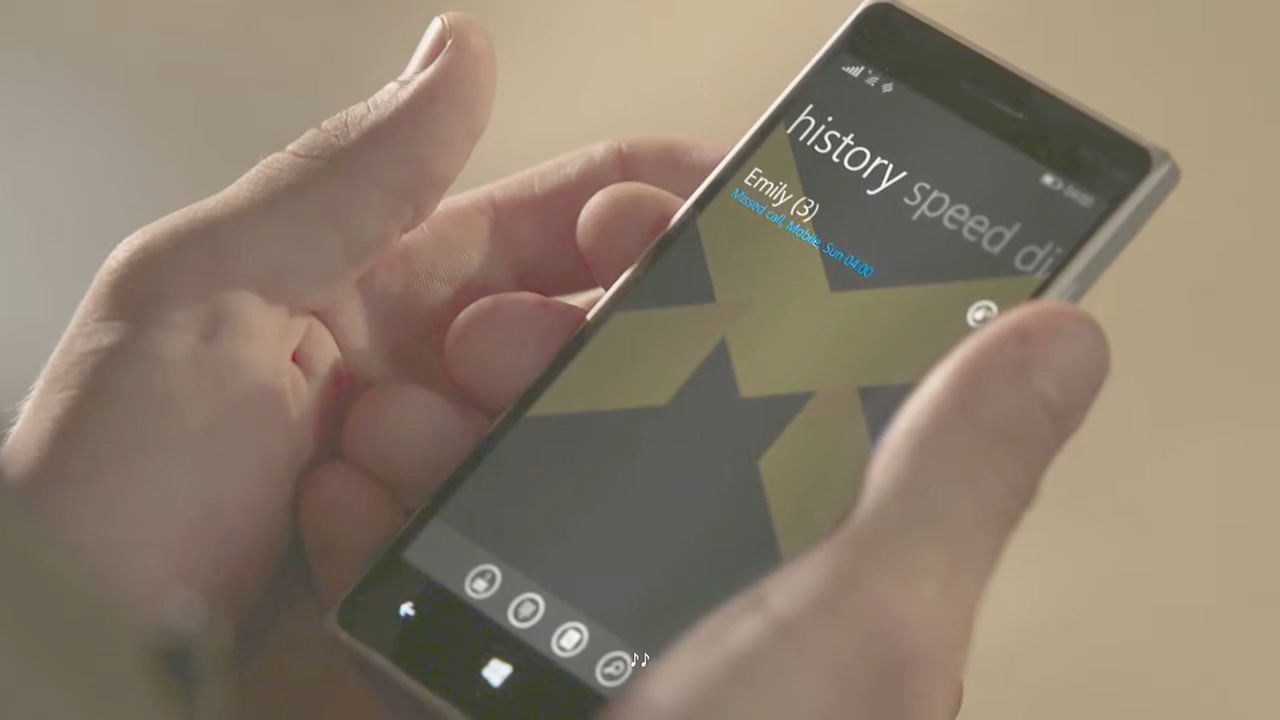 history speed di
Emily (3)
Missed call, Mobile, Sun 04:00
♪♪